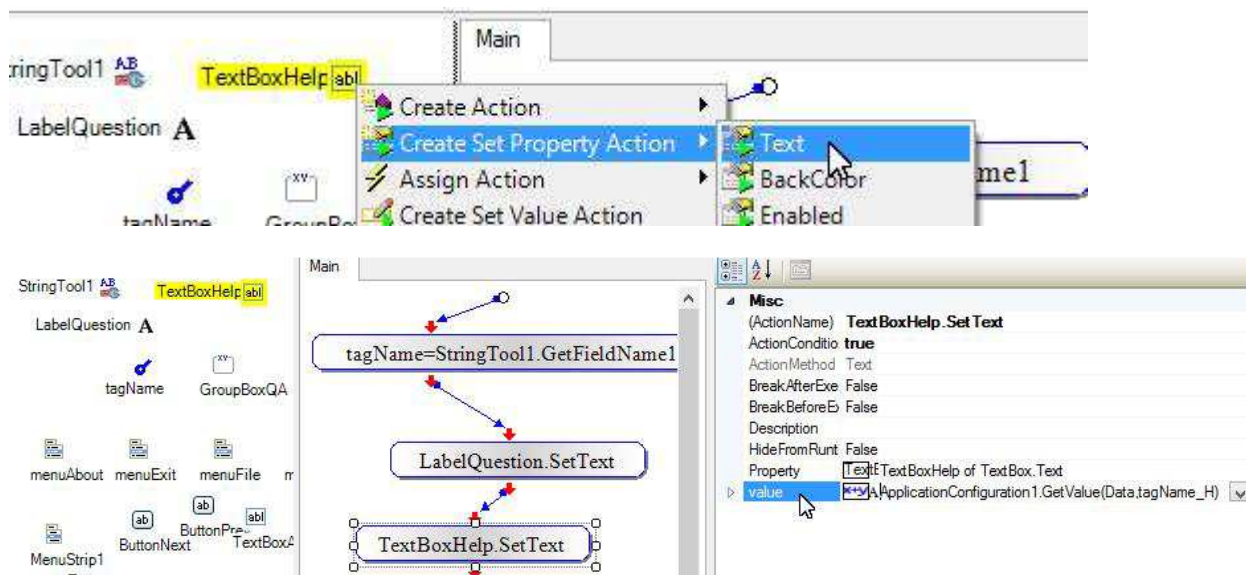 Main
ringTool1
TextBoxHelp
LabelQuestion
Create Action
Create Set Property Action
Text
me1
Assign Action
BackColor
tagName
Create Set Value Action
Enabled
StringTool1
TextBoxHelp
Main
Misc
(ActionName) TextBoxHelp.SetText
LabelQuestion
ActionConditio true
tagName=StringTool1.GetFieldName1
ActionMethod Text
BreakAfterExe False
tagName
GroupBoxQA
BreakBeforeE False
Description
HideFromRunt False
menuAbout menuExit menuFile m
LabelQuestion.SetText
Property TextBoxHelp of TextBox.Text
value ApplicationConfiguration1.GetValue(Data,tagName_H)
ButtonPre
ButtonNext
TextBoxA
TextBoxHelp.SetText
MenuStrip1